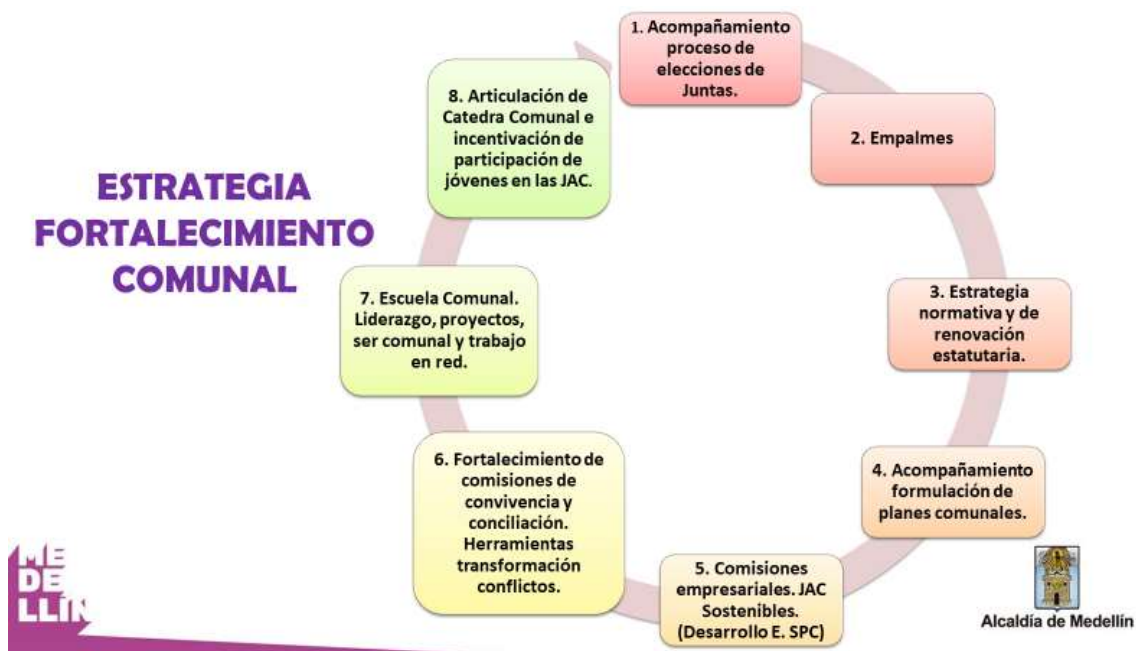 ESTRATEGIA
FORTALECIMIENTO
COMUNAL
1. Acompañamiento
proceso de
elecciones de
Juntas.
2. Empalmes
3. Estrategia
normativa y de
renovación
estatutaria.
4. Acompañamiento
formulación de
planes comunales.
5. Comisiones
empresariales. JAC
Sostenibles.
(Desarrollo E. SPC)
6. Fortalecimiento de
comisiones de
convivencia y
conciliación.
Herramientas
transformación
conflictos.
7. Escuela Comunal.
Liderazgo, proyectos,
ser comunal y trabajo
en red.
8. Articulación de
Catedra Comunal e
incentivación de
participación de
jóvenes en las JAC.
ME
DE
LLÍN
Alcaldía de Medellín